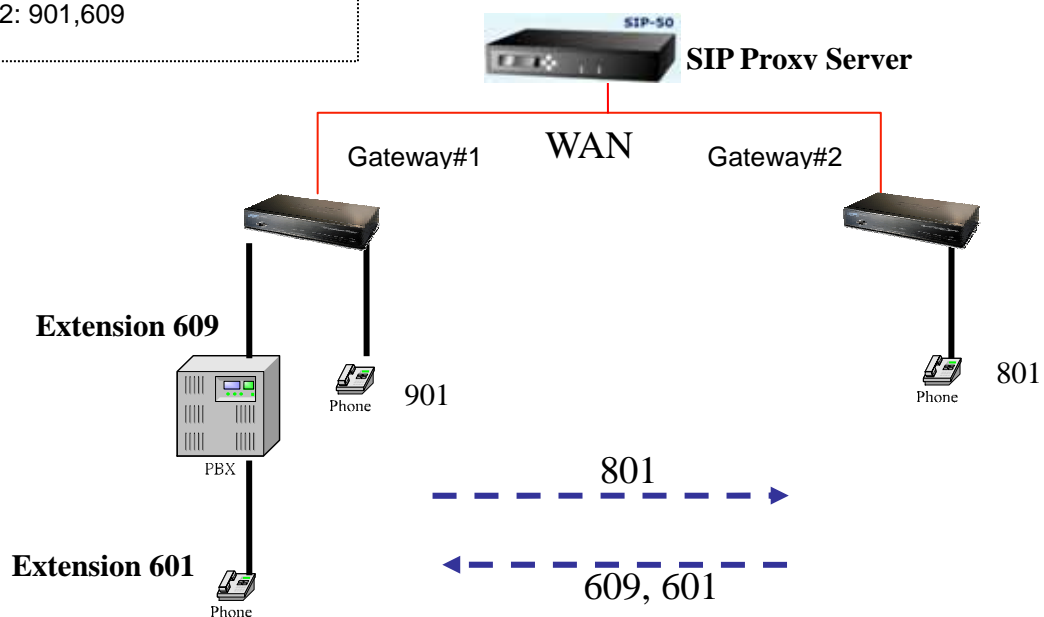 2: 901,609
SIP-50
SIP Proxy Server
WAN
Gateway#1
Gateway#2
Extension 609
Phone
901
Phone
801
PBX
801
Extension 601
609, 601
Phone